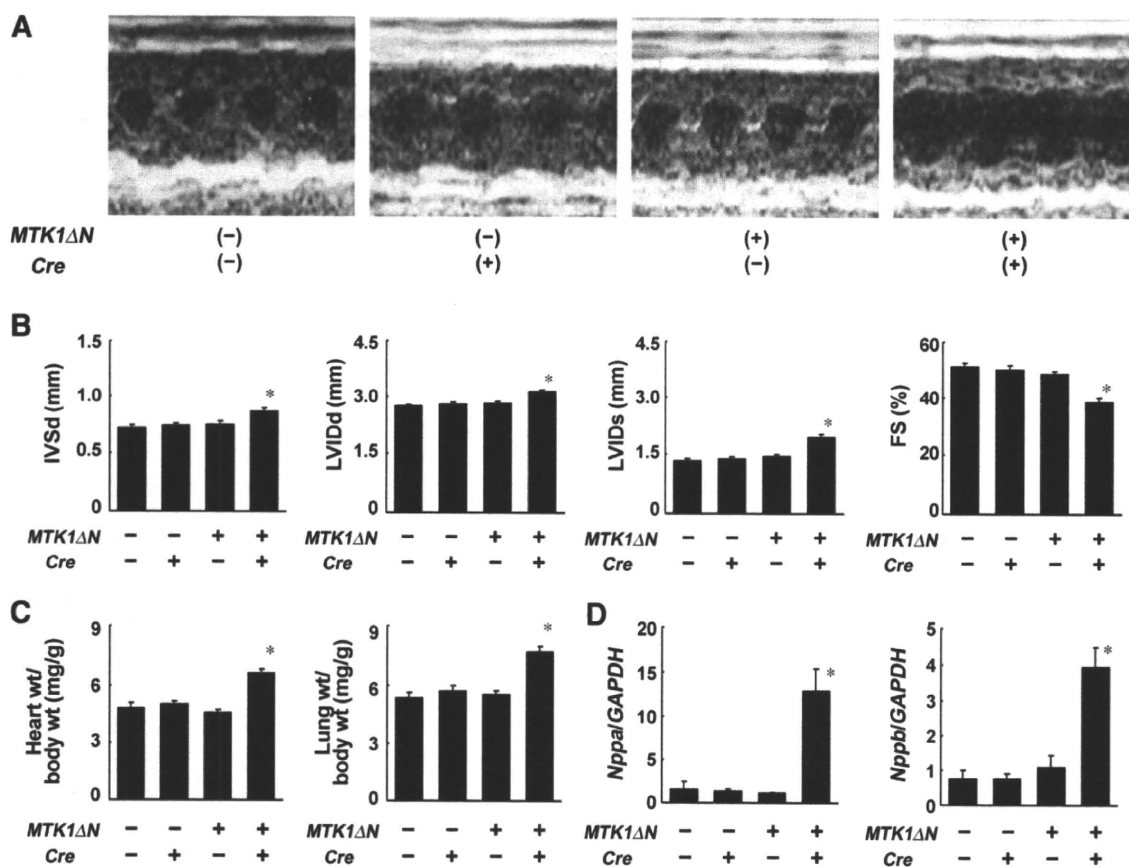 A
MTK1ΔN (−) (−) (+) (+)
Cre (−) (+) (−) (+)
B
IVSd (mm)
1.5
1.0
0.5
0
MTK1ΔN − − + +
Cre − + − +
*
LVIDd (mm)
4.5
3.0
1.5
0
MTK1ΔN − − + +
Cre − + − +
*
LVIDs (mm)
4.5
3.0
1.5
0
MTK1ΔN − − + +
Cre − + − +
*
FS (%)
60
40
20
0
MTK1ΔN − − + +
Cre − + − +
*
C
Heart wt/
body wt (mg/g)
9
6
3
0
MTK1ΔN − − + +
Cre − + − +
*
Lung wt/
body wt (mg/g)
9
6
3
0
MTK1ΔN − − + +
Cre − + − +
*
D
Nppa/GAPDH
20
15
10
5
0
MTK1ΔN − − + +
Cre − + − +
*
Nppb/GAPDH
5
4
3
2
1
0
MTK1ΔN − − + +
Cre − + − +
*